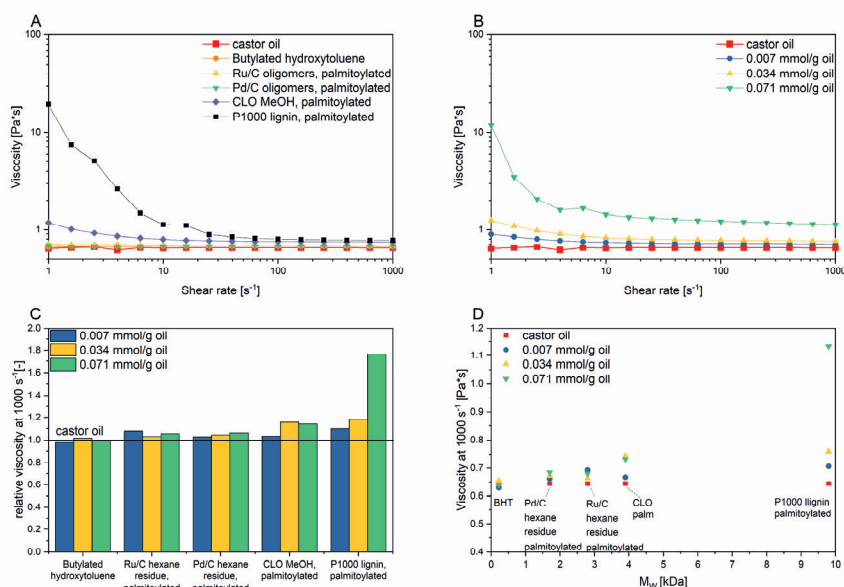 A
castor oil
Butylated hydroxytoluene
Ru/C oligomers, palmitoylated
Pd/C oligomers, palmitoylated
CLO MeOH, palmitoylated
P1000 lignin, palmitoylated
Visccsity [Pa*s]
100
10
1
1 10 100 1000
Shear rate [s⁻¹]
B
castor oil
0.007 mmol/g oil
0.034 mmol/g oil
0.071 mmol/g oil
Visccsity [Pa*s]
100
10
1
1 10 100 1000
Shear rate [s⁻¹]
C
0.007 mmol/g oil
0.034 mmol/g oil
0.071 mmol/g oil
castor oil
relative viscosity at 1000 s⁻¹[-]
2.0
1.8
1.6
1.4
1.2
1.0
0.8
0.6
0.4
0.2
0.0
Butylated
hydroxytoluene
Ru/C hexane
residue,
Pd/C hexane
residue,
CLO MeOH,
palmitoylated
P1000 lignin,
palmitoylated
D
castor oil
0.007 mmol/g oil
0.034 mmol/g oil
0.071 mmol/g oil
Viscosity at 1000 s⁻¹ [Pa*s]
1.2
1.1
1.0
0.9
0.8
0.7
0.6
0.5
0.4
BHT
Pd/C
hexane
residue
palmitoylated
Ru/C
hexane
residue
palmitoylated
CLO
palm
P1000 llignin
palmitoylated
0 1 2 3 4 5 6 7 8 9 10
M_W [kDa]